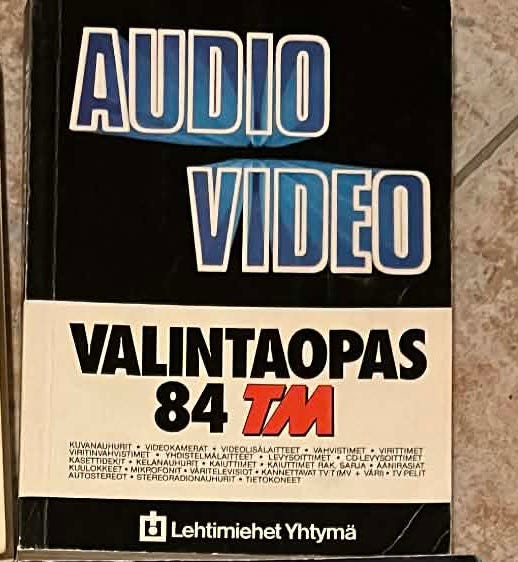 AUDIO
VIDEO
VALINTAOPAS
84 TM
KUVANAUHURIT • VIDEOKAMERAT • VIDEOLISÄLAITTEET • VAHVISTIMET • VIRITTIMET
VIRITINVAHVISTIMET • YHDISTELMÄLAITTEET • LEVYSOITTIMET • CD-LEVYSOITTIMET
KASETTIDEKIT • KELANAUHURIT • KAIUTTIMET • KAIUTTIMET RAK. SARJA • ÄÄNIRASIAT
KUULOKKEET • MIKROFONIT • VÄRITELEVISIOT • KANNETTAVAT TV:T (MV + VÄRI) • TV PELIT
AUTOSTEREOT • STEREORADIONAUHURIT • TIETOKONEET
Lehtimiehet Yhtymä